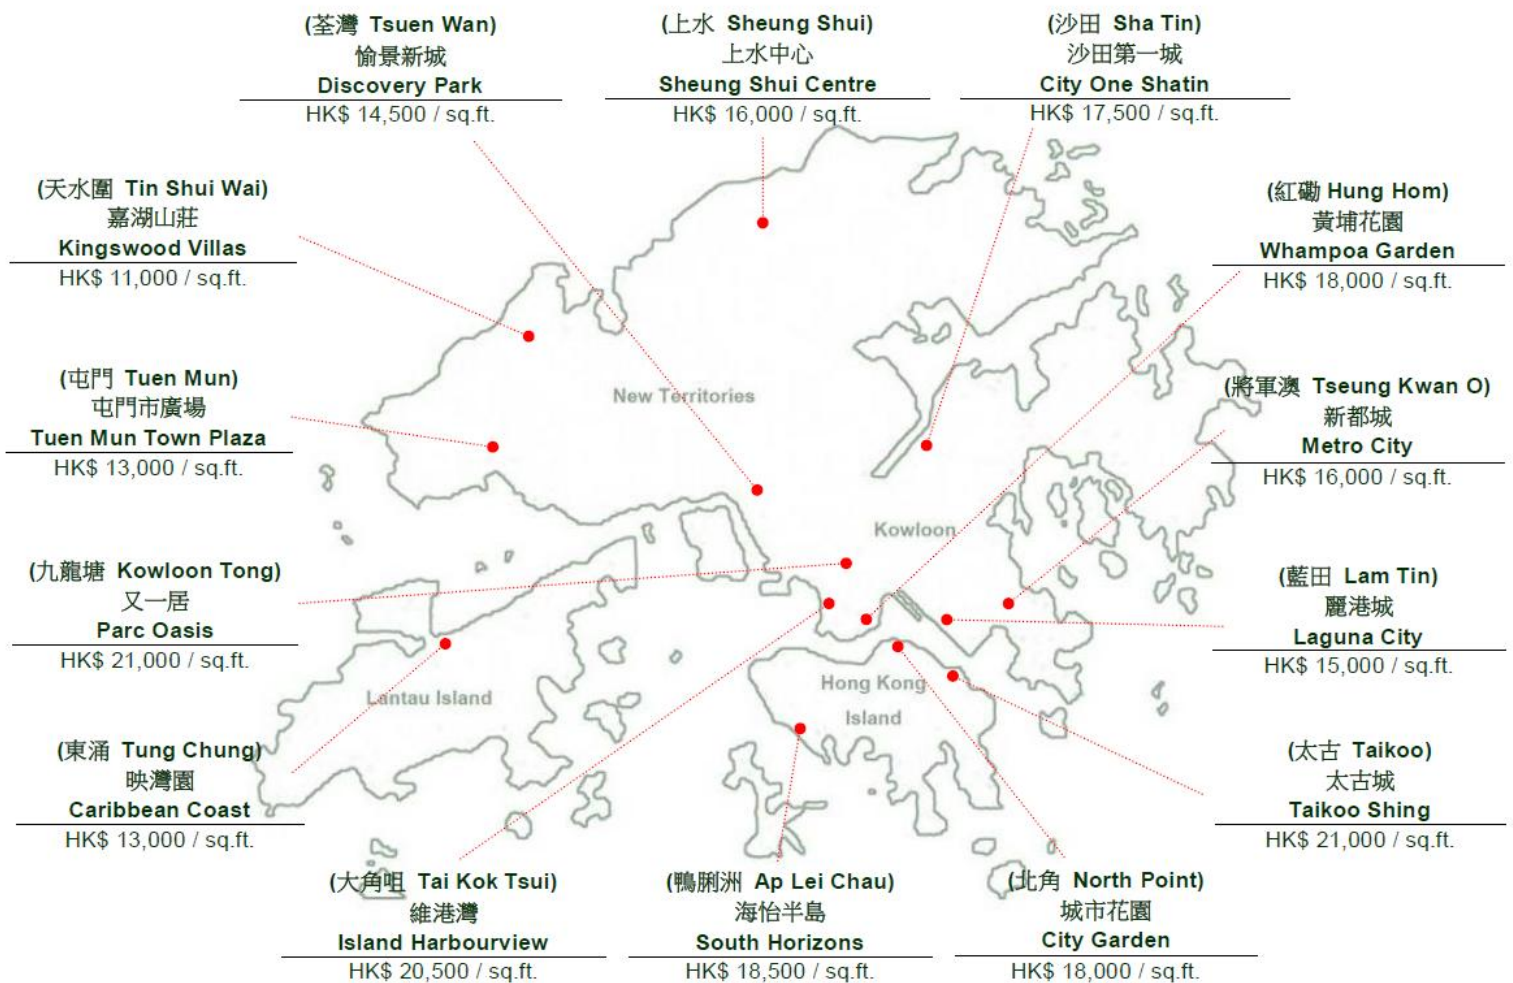 (荃灣 Tsuen Wan)
愉景新城
Discovery Park
HK$ 14,500 / sq.ft.
(上水 Sheung Shui)
上水中心
Sheung Shui Centre
HK$ 16,000 / sq.ft.
(沙田 Sha Tin)
沙田第一城
City One Shatin
HK$ 17,500 / sq.ft.
(天水圍 Tin Shui Wai)
嘉湖山莊
Kingswood Villas
HK$ 11,000 / sq.ft.
(紅磡 Hung Hom)
黃埔花園
Whampoa Garden
HK$ 18,000 / sq.ft.
(屯門 Tuen Mun)
屯門市廣場
Tuen Mun Town Plaza
HK$ 13,000 / sq.ft.
New Territories
(將軍澳 Tseung Kwan O)
新都城
Metro City
HK$ 16,000 / sq.ft.
Kowloon
(九龍塘 Kowloon Tong)
又一居
Parc Oasis
HK$ 21,000 / sq.ft.
(藍田 Lam Tin)
麗港城
Laguna City
HK$ 15,000 / sq.ft.
Lantau Island
Hong Kong
Island
(東涌 Tung Chung)
映灣園
Caribbean Coast
HK$ 13,000 / sq.ft.
(太古 Taikoo)
太古城
Taikoo Shing
HK$ 21,000 / sq.ft.
(大角咀 Tai Kok Tsui)
維港灣
Island Harbourview
HK$ 20,500 / sq.ft.
(鴨脷洲 Ap Lei Chau)
海怡半島
South Horizons
HK$ 18,500 / sq.ft.
(北角 North Point)
城市花園
City Garden
HK$ 18,000 / sq.ft.